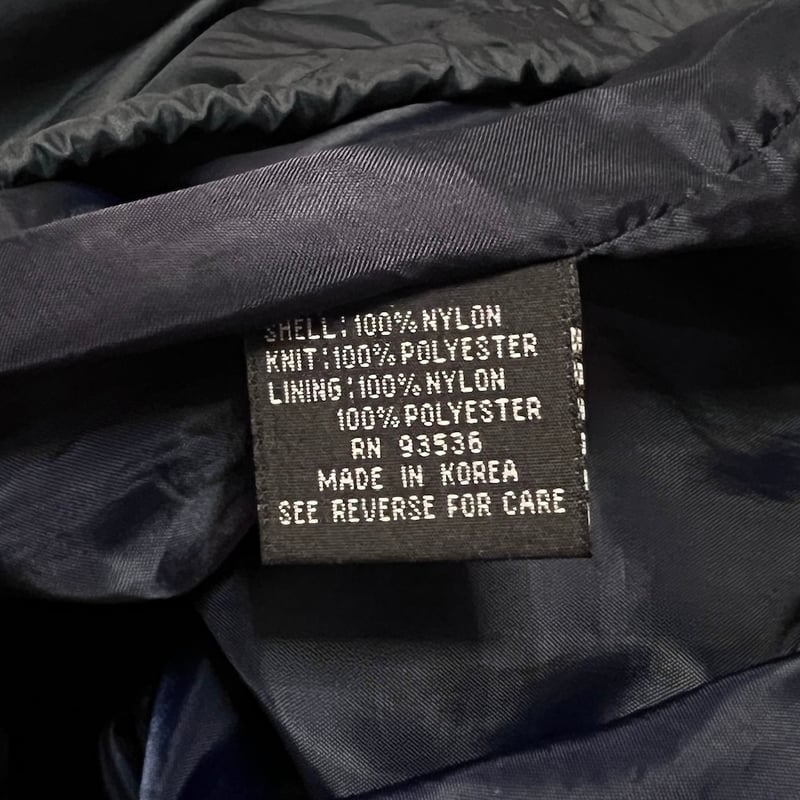 SHELL:100%NYLON
KNIT:100%POLYESTER
LINING:100%NYLON
100%POLYESTER
RN 93536
MADE IN KOREA
SEE REVERSE FOR CARE